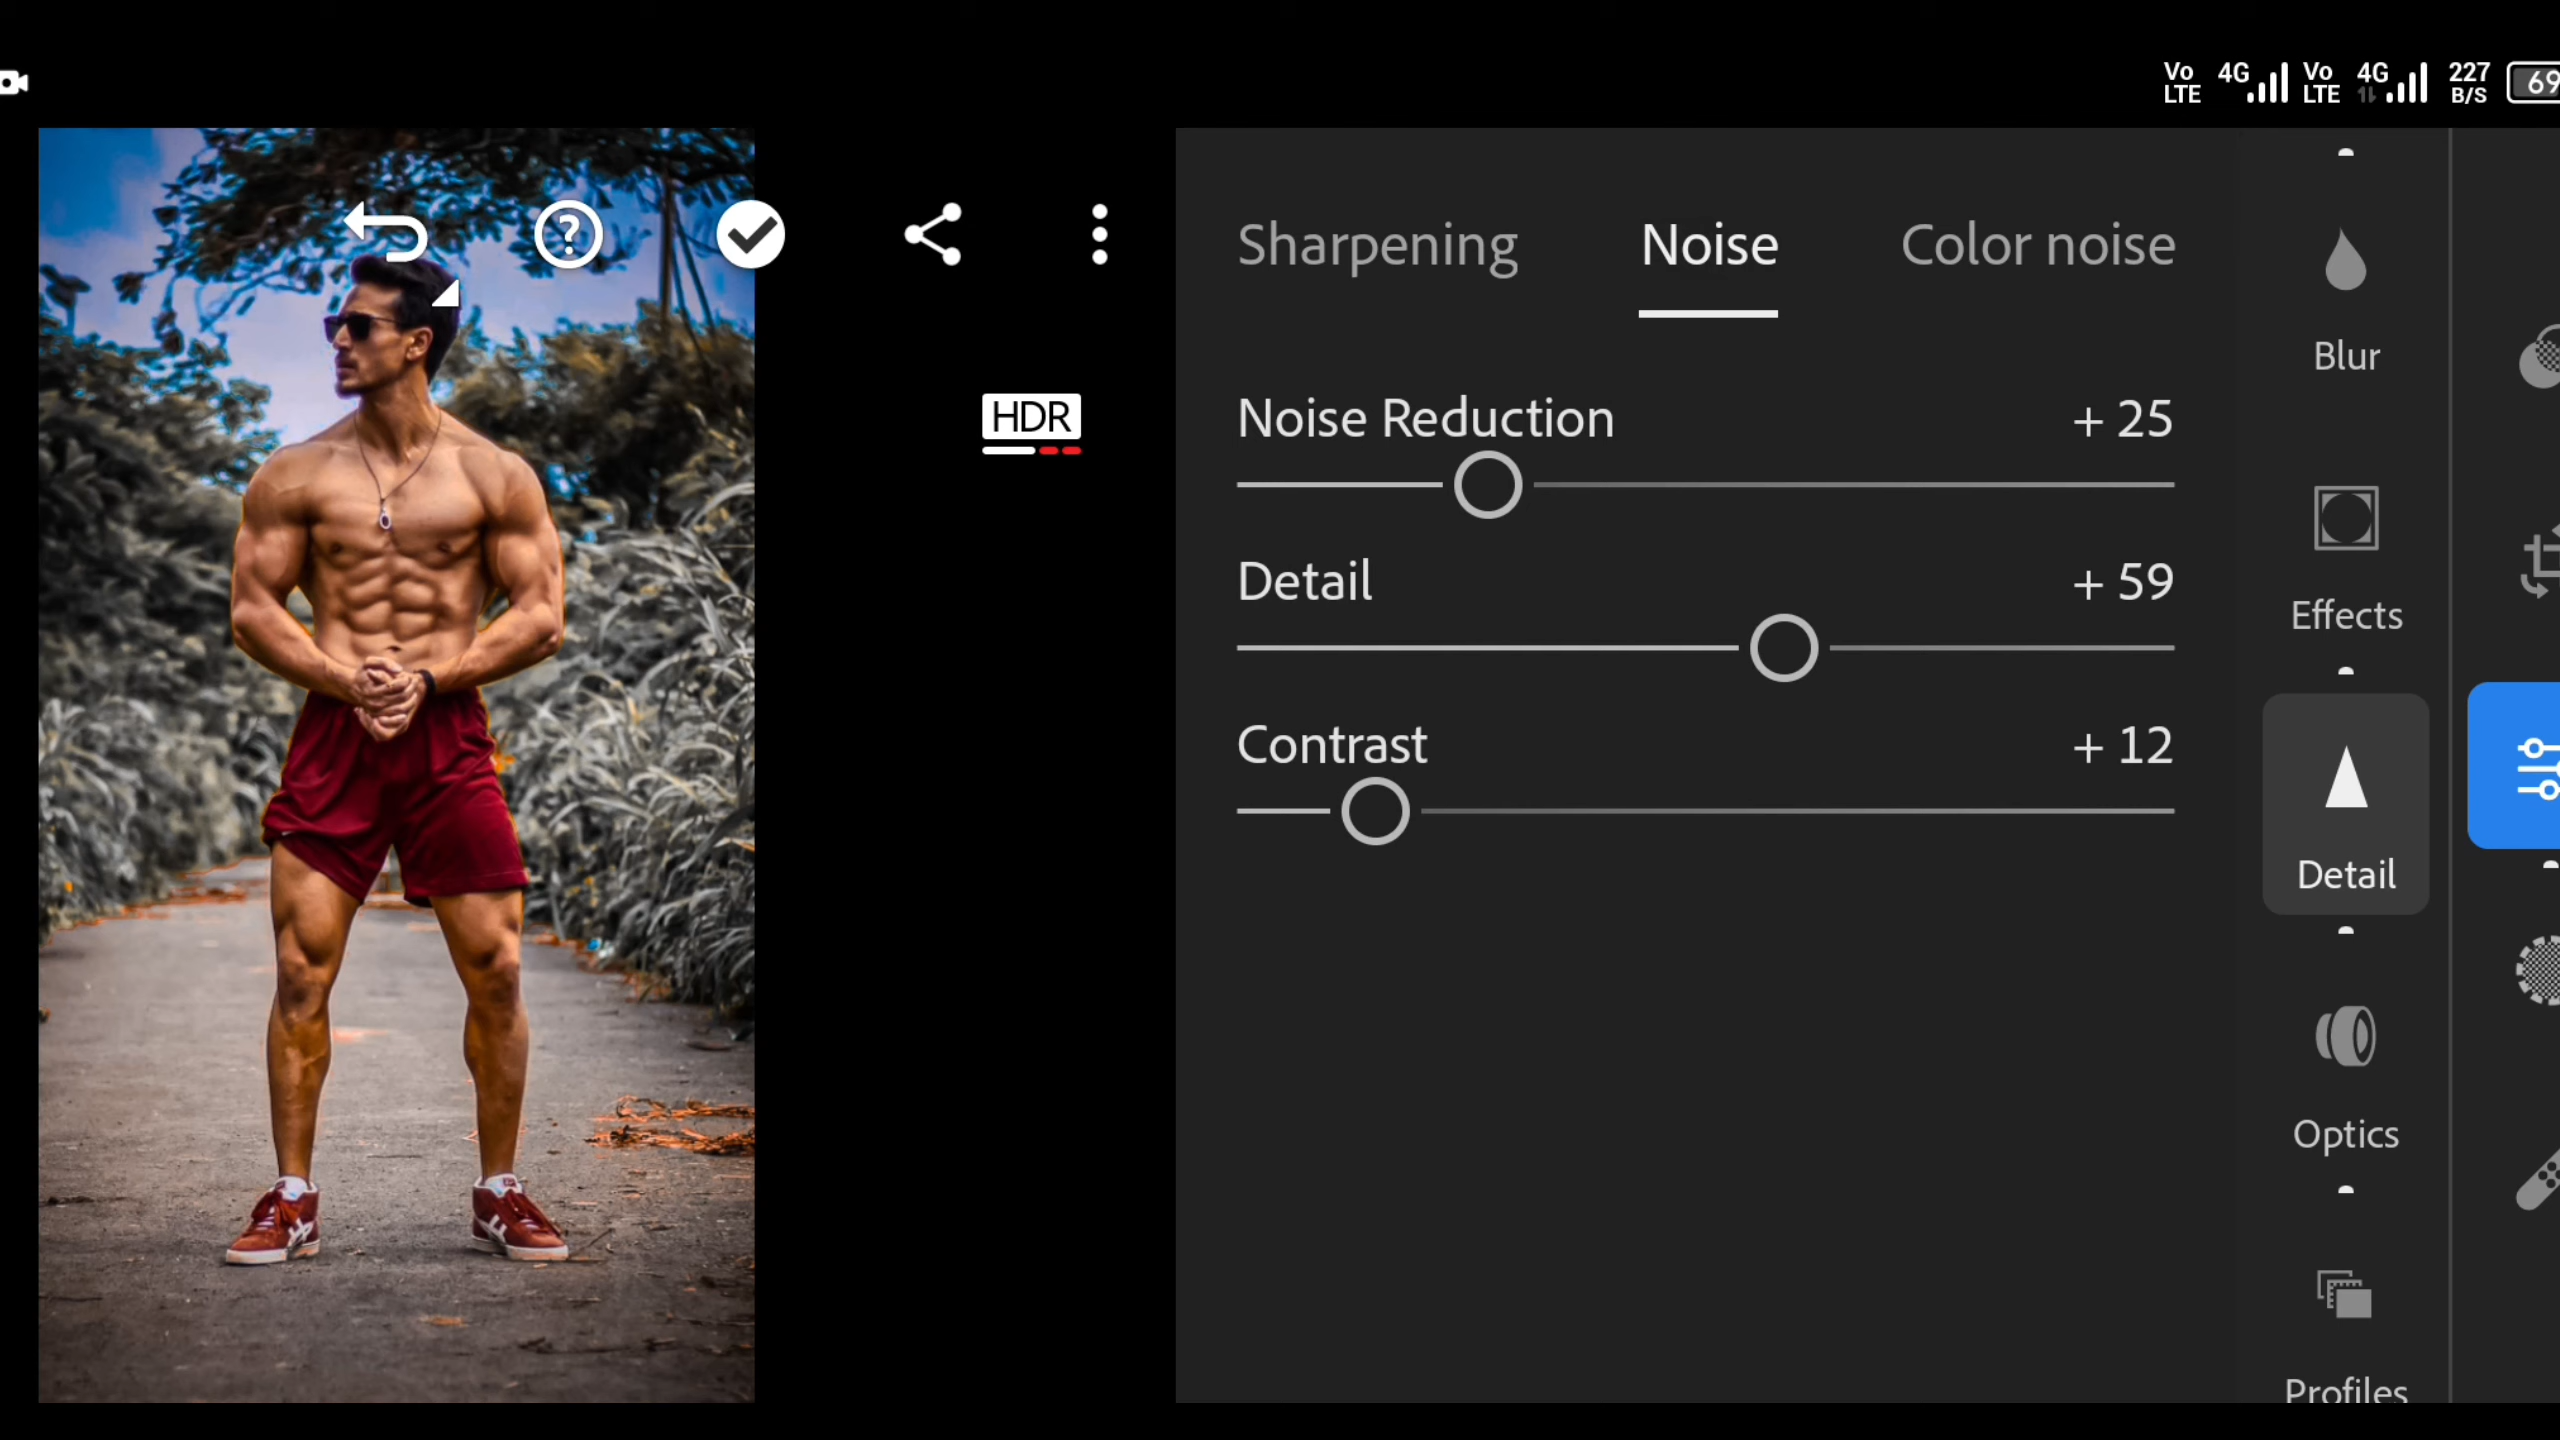 Vo LTE 4G Vo LTE 4G 227 B/S 69
HDR
Sharpening Noise Color noise
Noise Reduction + 25
Detail + 59
Contrast + 12
Blur
Effects
Detail
Optics
Profiles